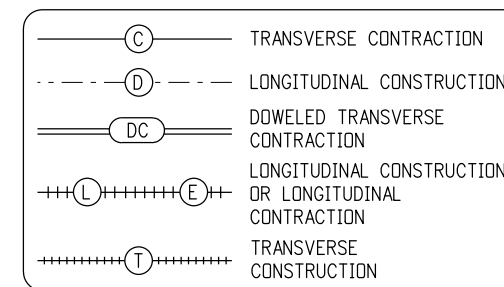 C TRANSVERSE CONTRACTION
D LONGITUDINAL CONSTRUCTION
DC DOWELED TRANSVERSE
CONTRACTION
LONGITUDINAL CONSTRUCTION
L E OR LONGITUDINAL
CONTRACTION
TRANSVERSE
T CONSTRUCTION